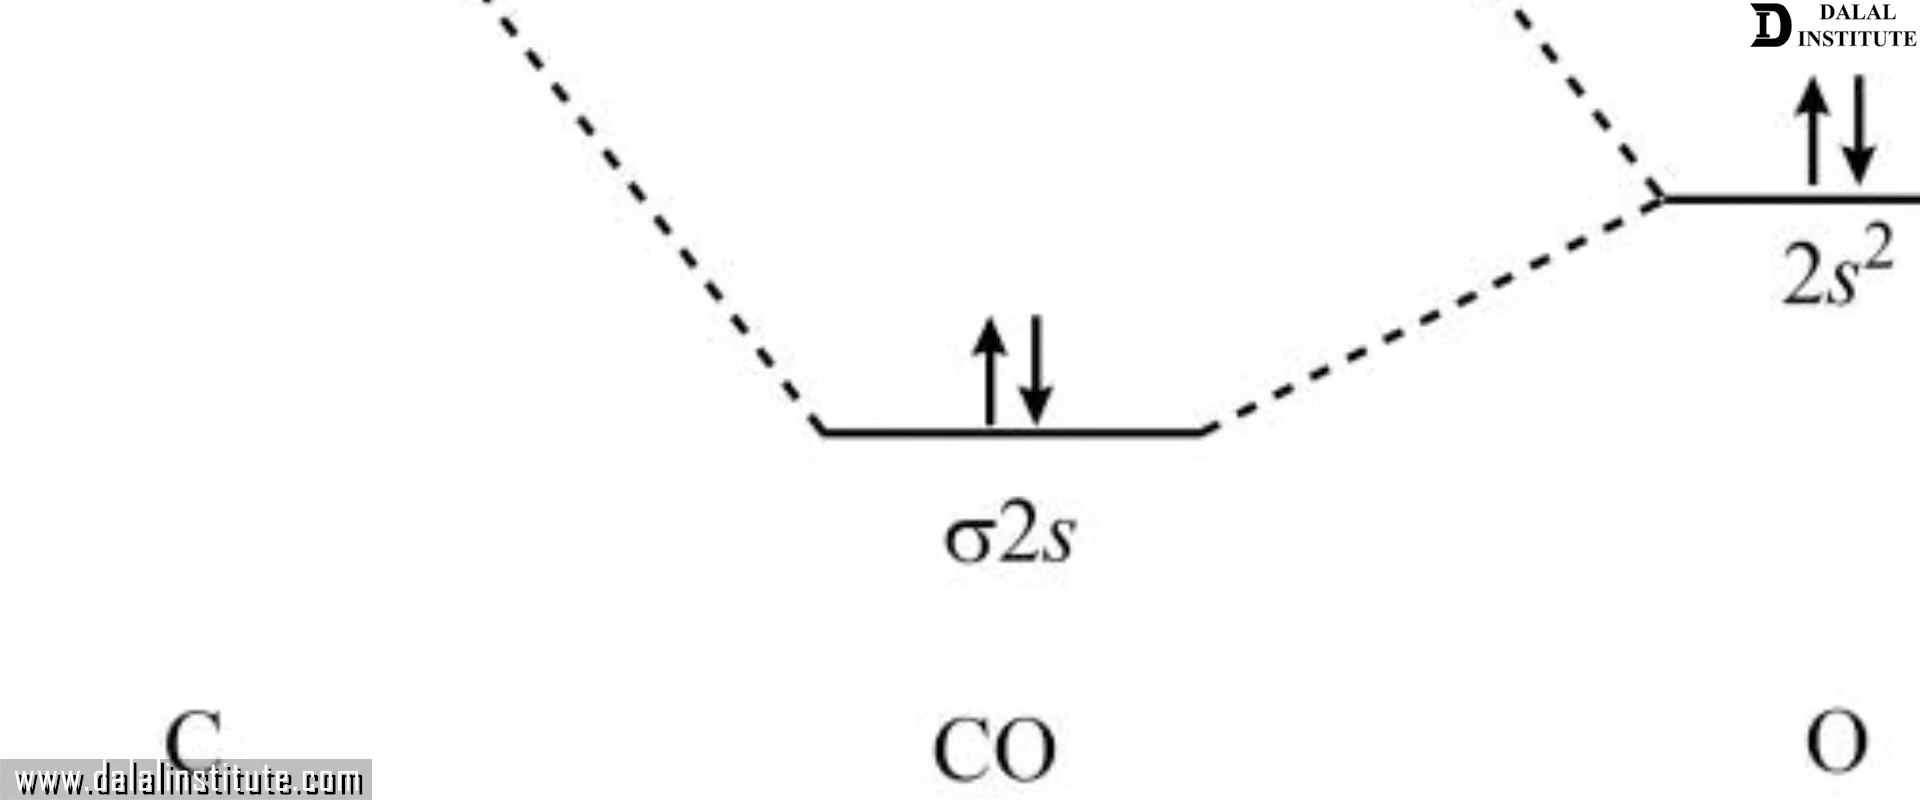 DALAL
INSTITUTE
2s²
σ2s
C
CO
O
www.dalalinstitute.com